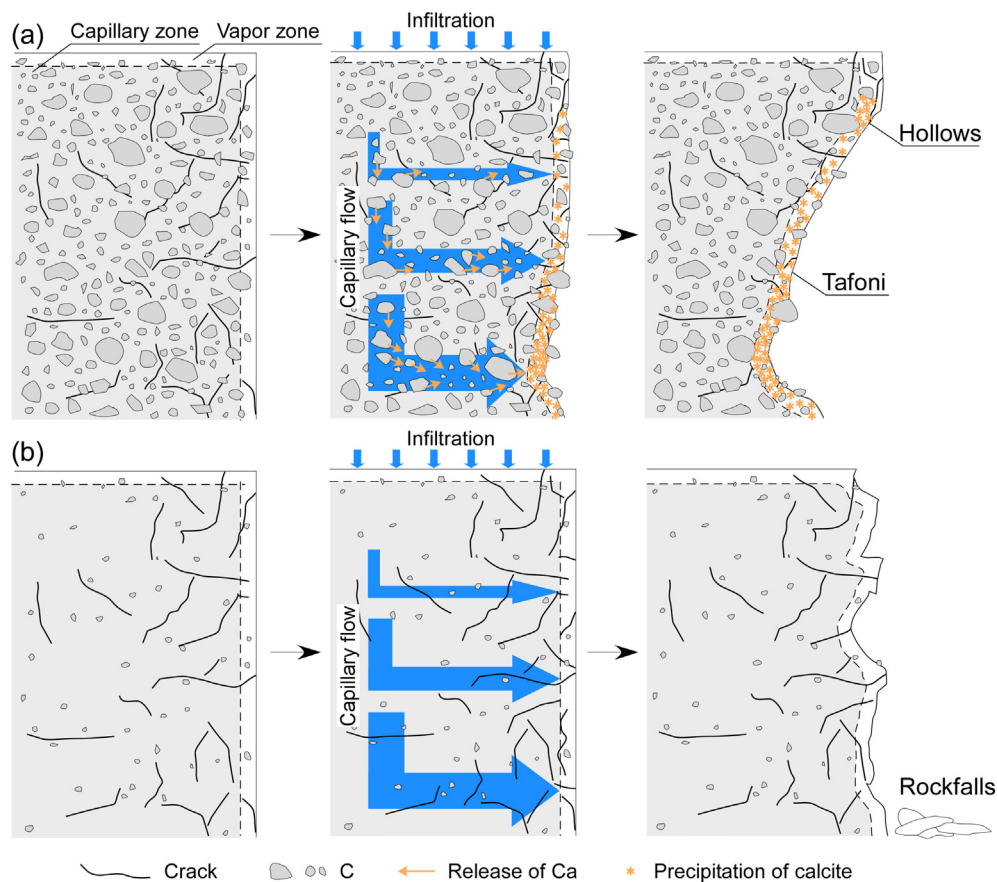 (a)
Capillary zone
Vapor zone
Infiltration
Capillary flow
Hollows
Tafoni
(b)
Infiltration
Capillary flow
Rockfalls
Crack
C
Release of Ca
Precipitation of calcite